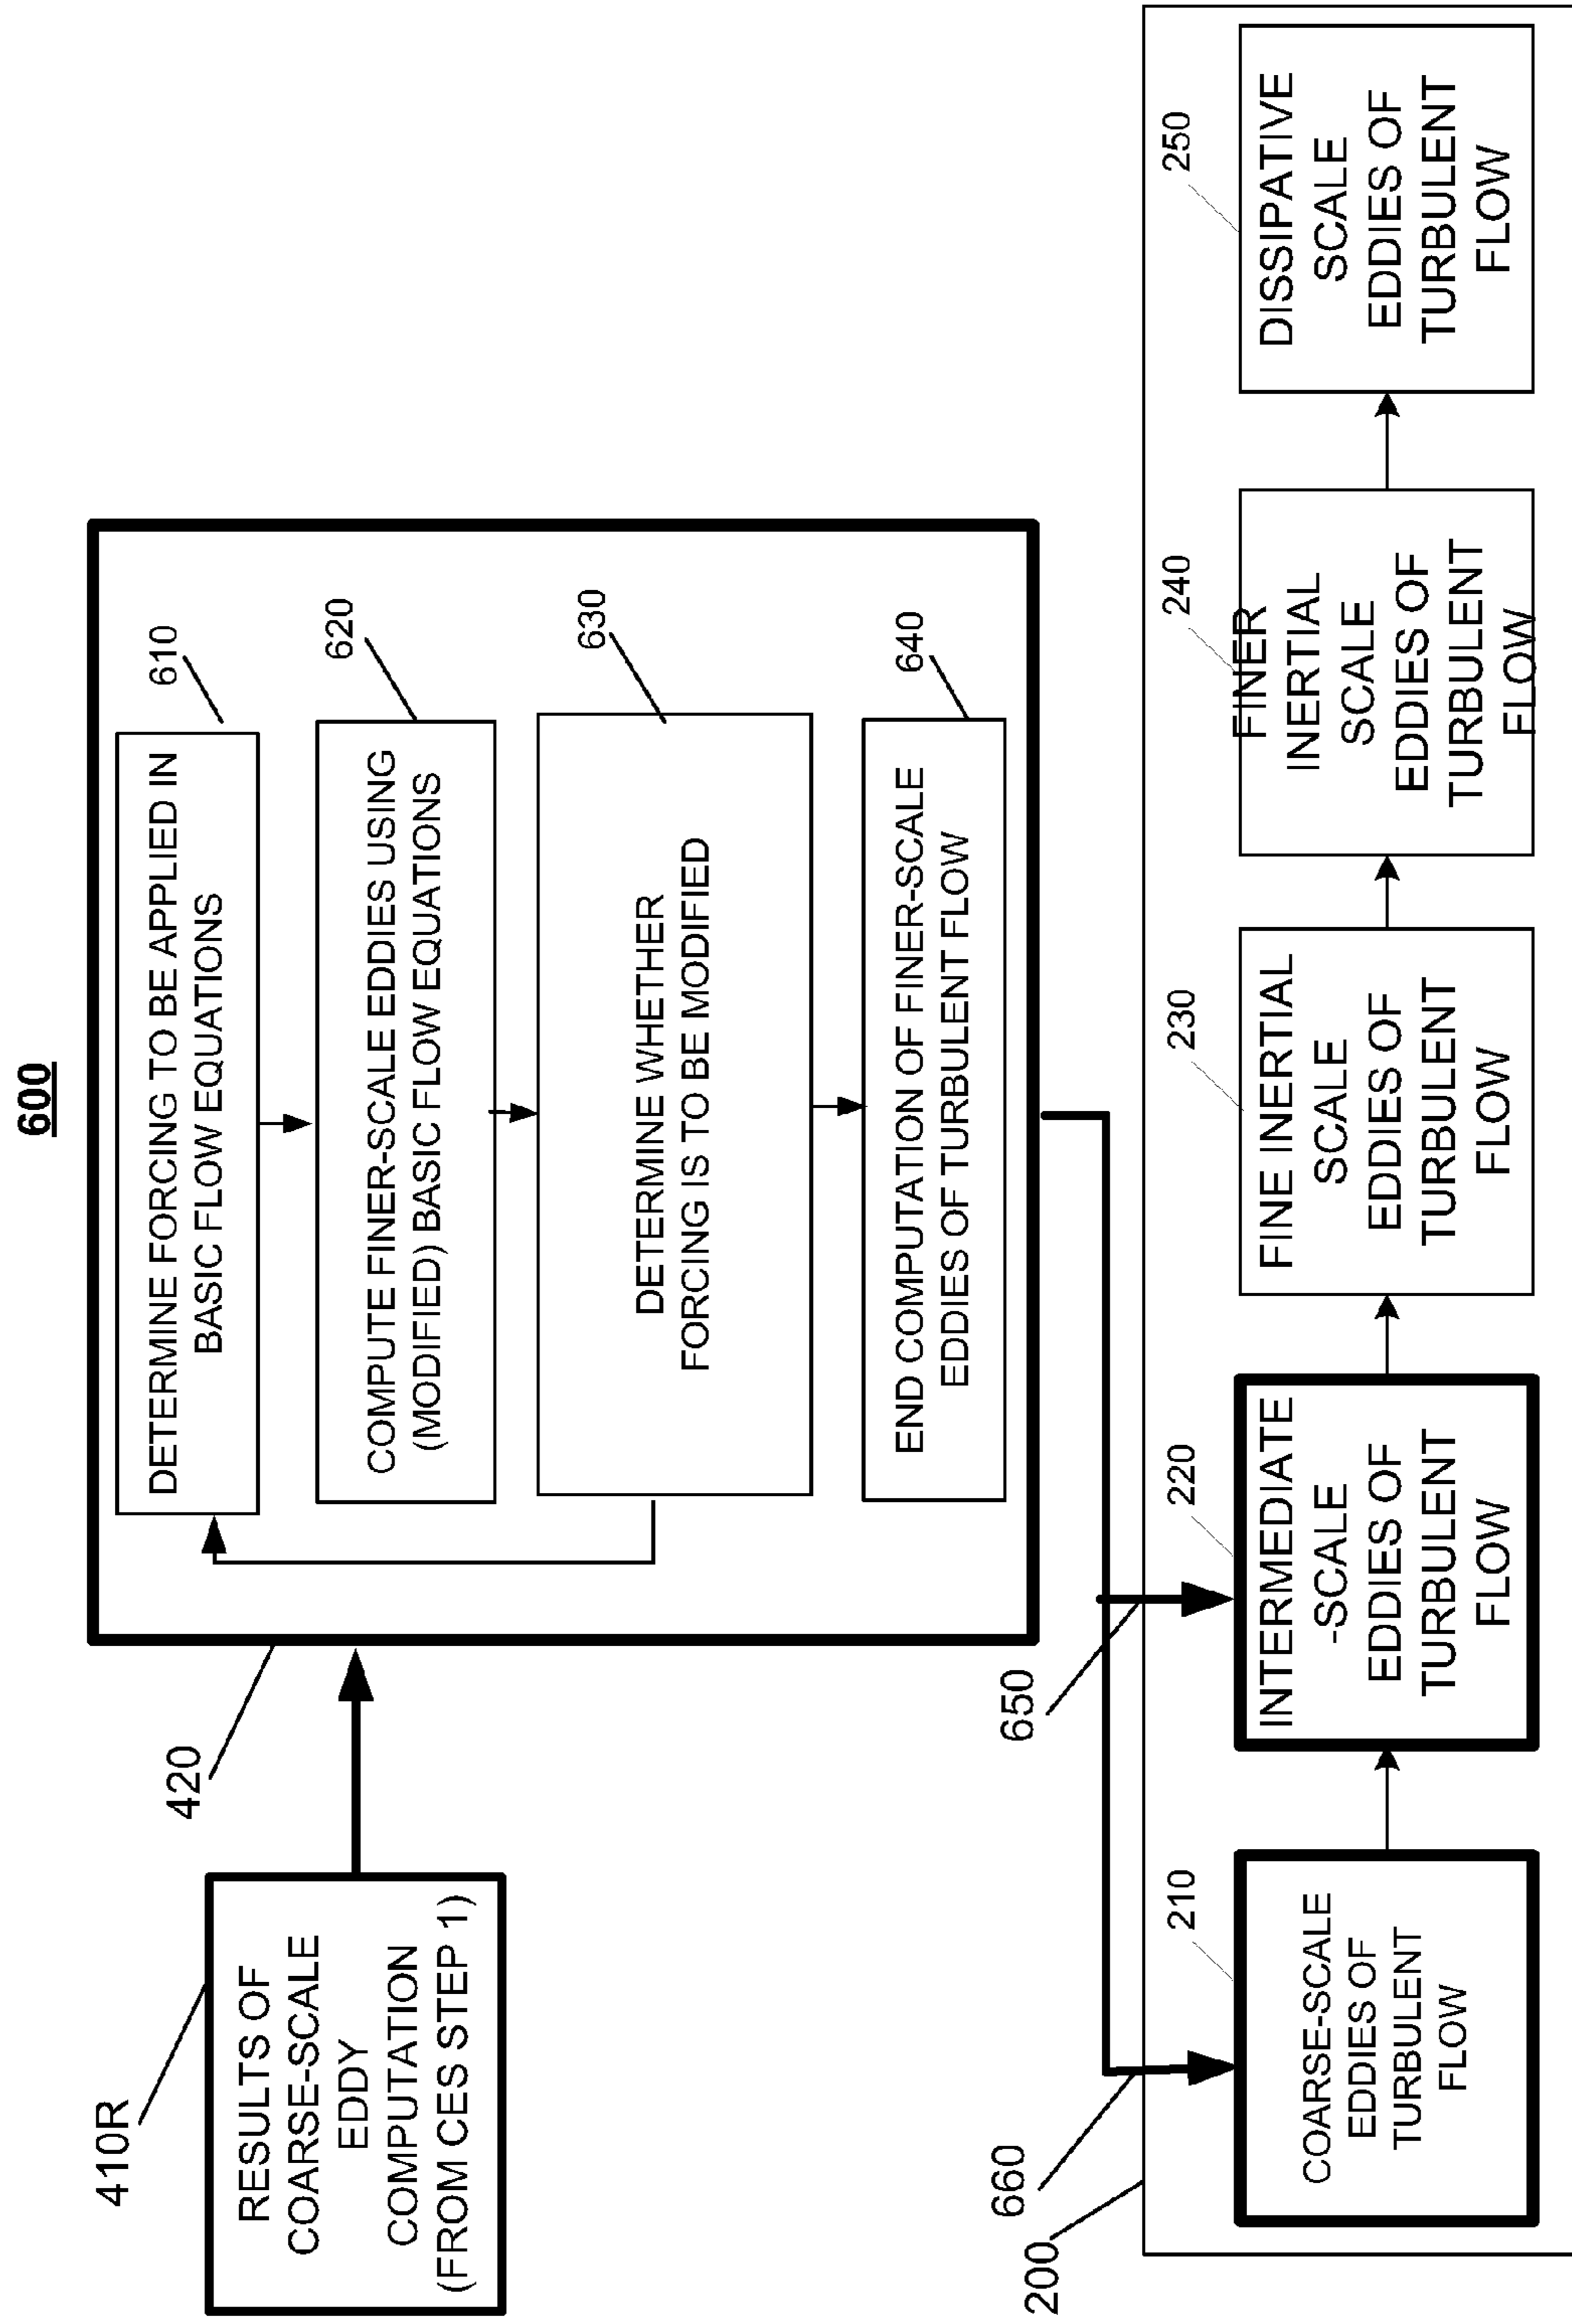 600
410R
RESULTS OF
COARSE-SCALE
EDDY
COMPUTATION
(FROM CES STEP 1)
420
610
DETERMINE FORCING TO BE APPLIED IN
BASIC FLOW EQUATIONS
620
COMPUTE FINER-SCALE EDDIES USING
(MODIFIED) BASIC FLOW EQUATIONS
630
DETERMINE WHETHER
FORCING IS TO BE MODIFIED
640
END COMPUTATION OF FINER-SCALE
EDDIES OF TURBULENT FLOW
650
660
200
210
COARSE-SCALE
EDDIES OF
TURBULENT
FLOW
220
INTERMEDIATE
-SCALE
EDDIES OF
TURBULENT
FLOW
230
FINE INERTIAL
SCALE
EDDIES OF
TURBULENT
FLOW
240
FINER
INERTIAL
SCALE
EDDIES OF
TURBULENT
FLOW
250
DISSIPATIVE
SCALE
EDDIES OF
TURBULENT
FLOW